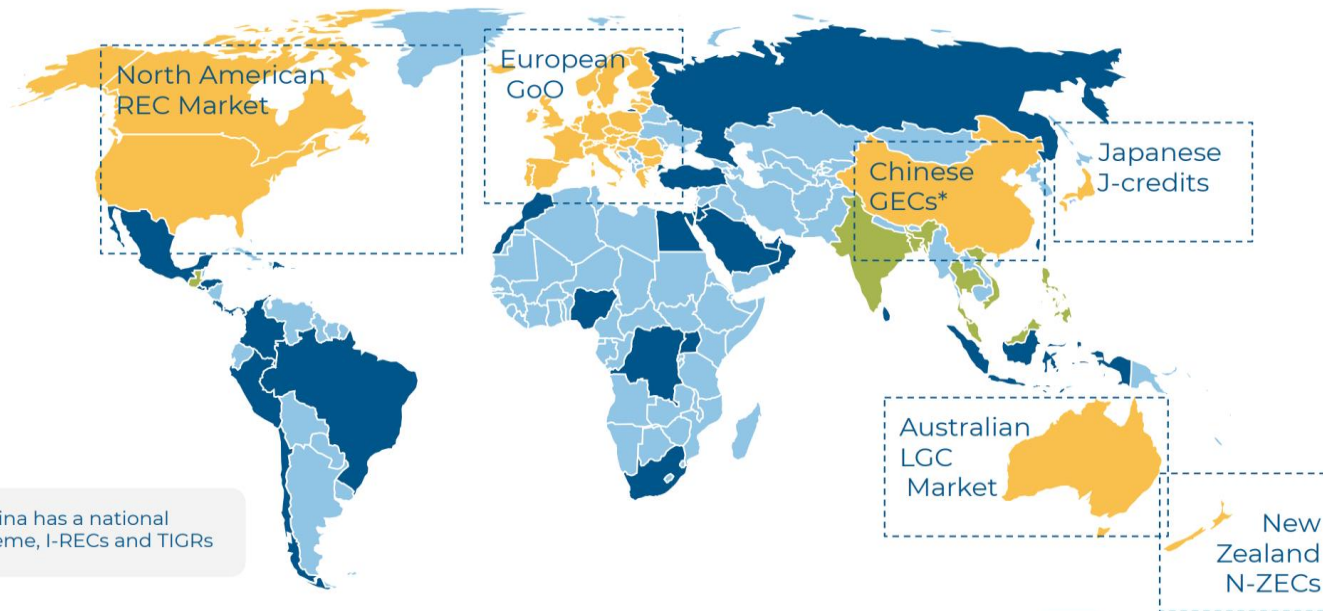 North American
REC Market
European
GoO
Chinese
GECs*
Japanese
J-credits
Australian
LGC
Market
New
Zealand
N-ZECs
ina has a national
eme, I-RECs and TIGRs